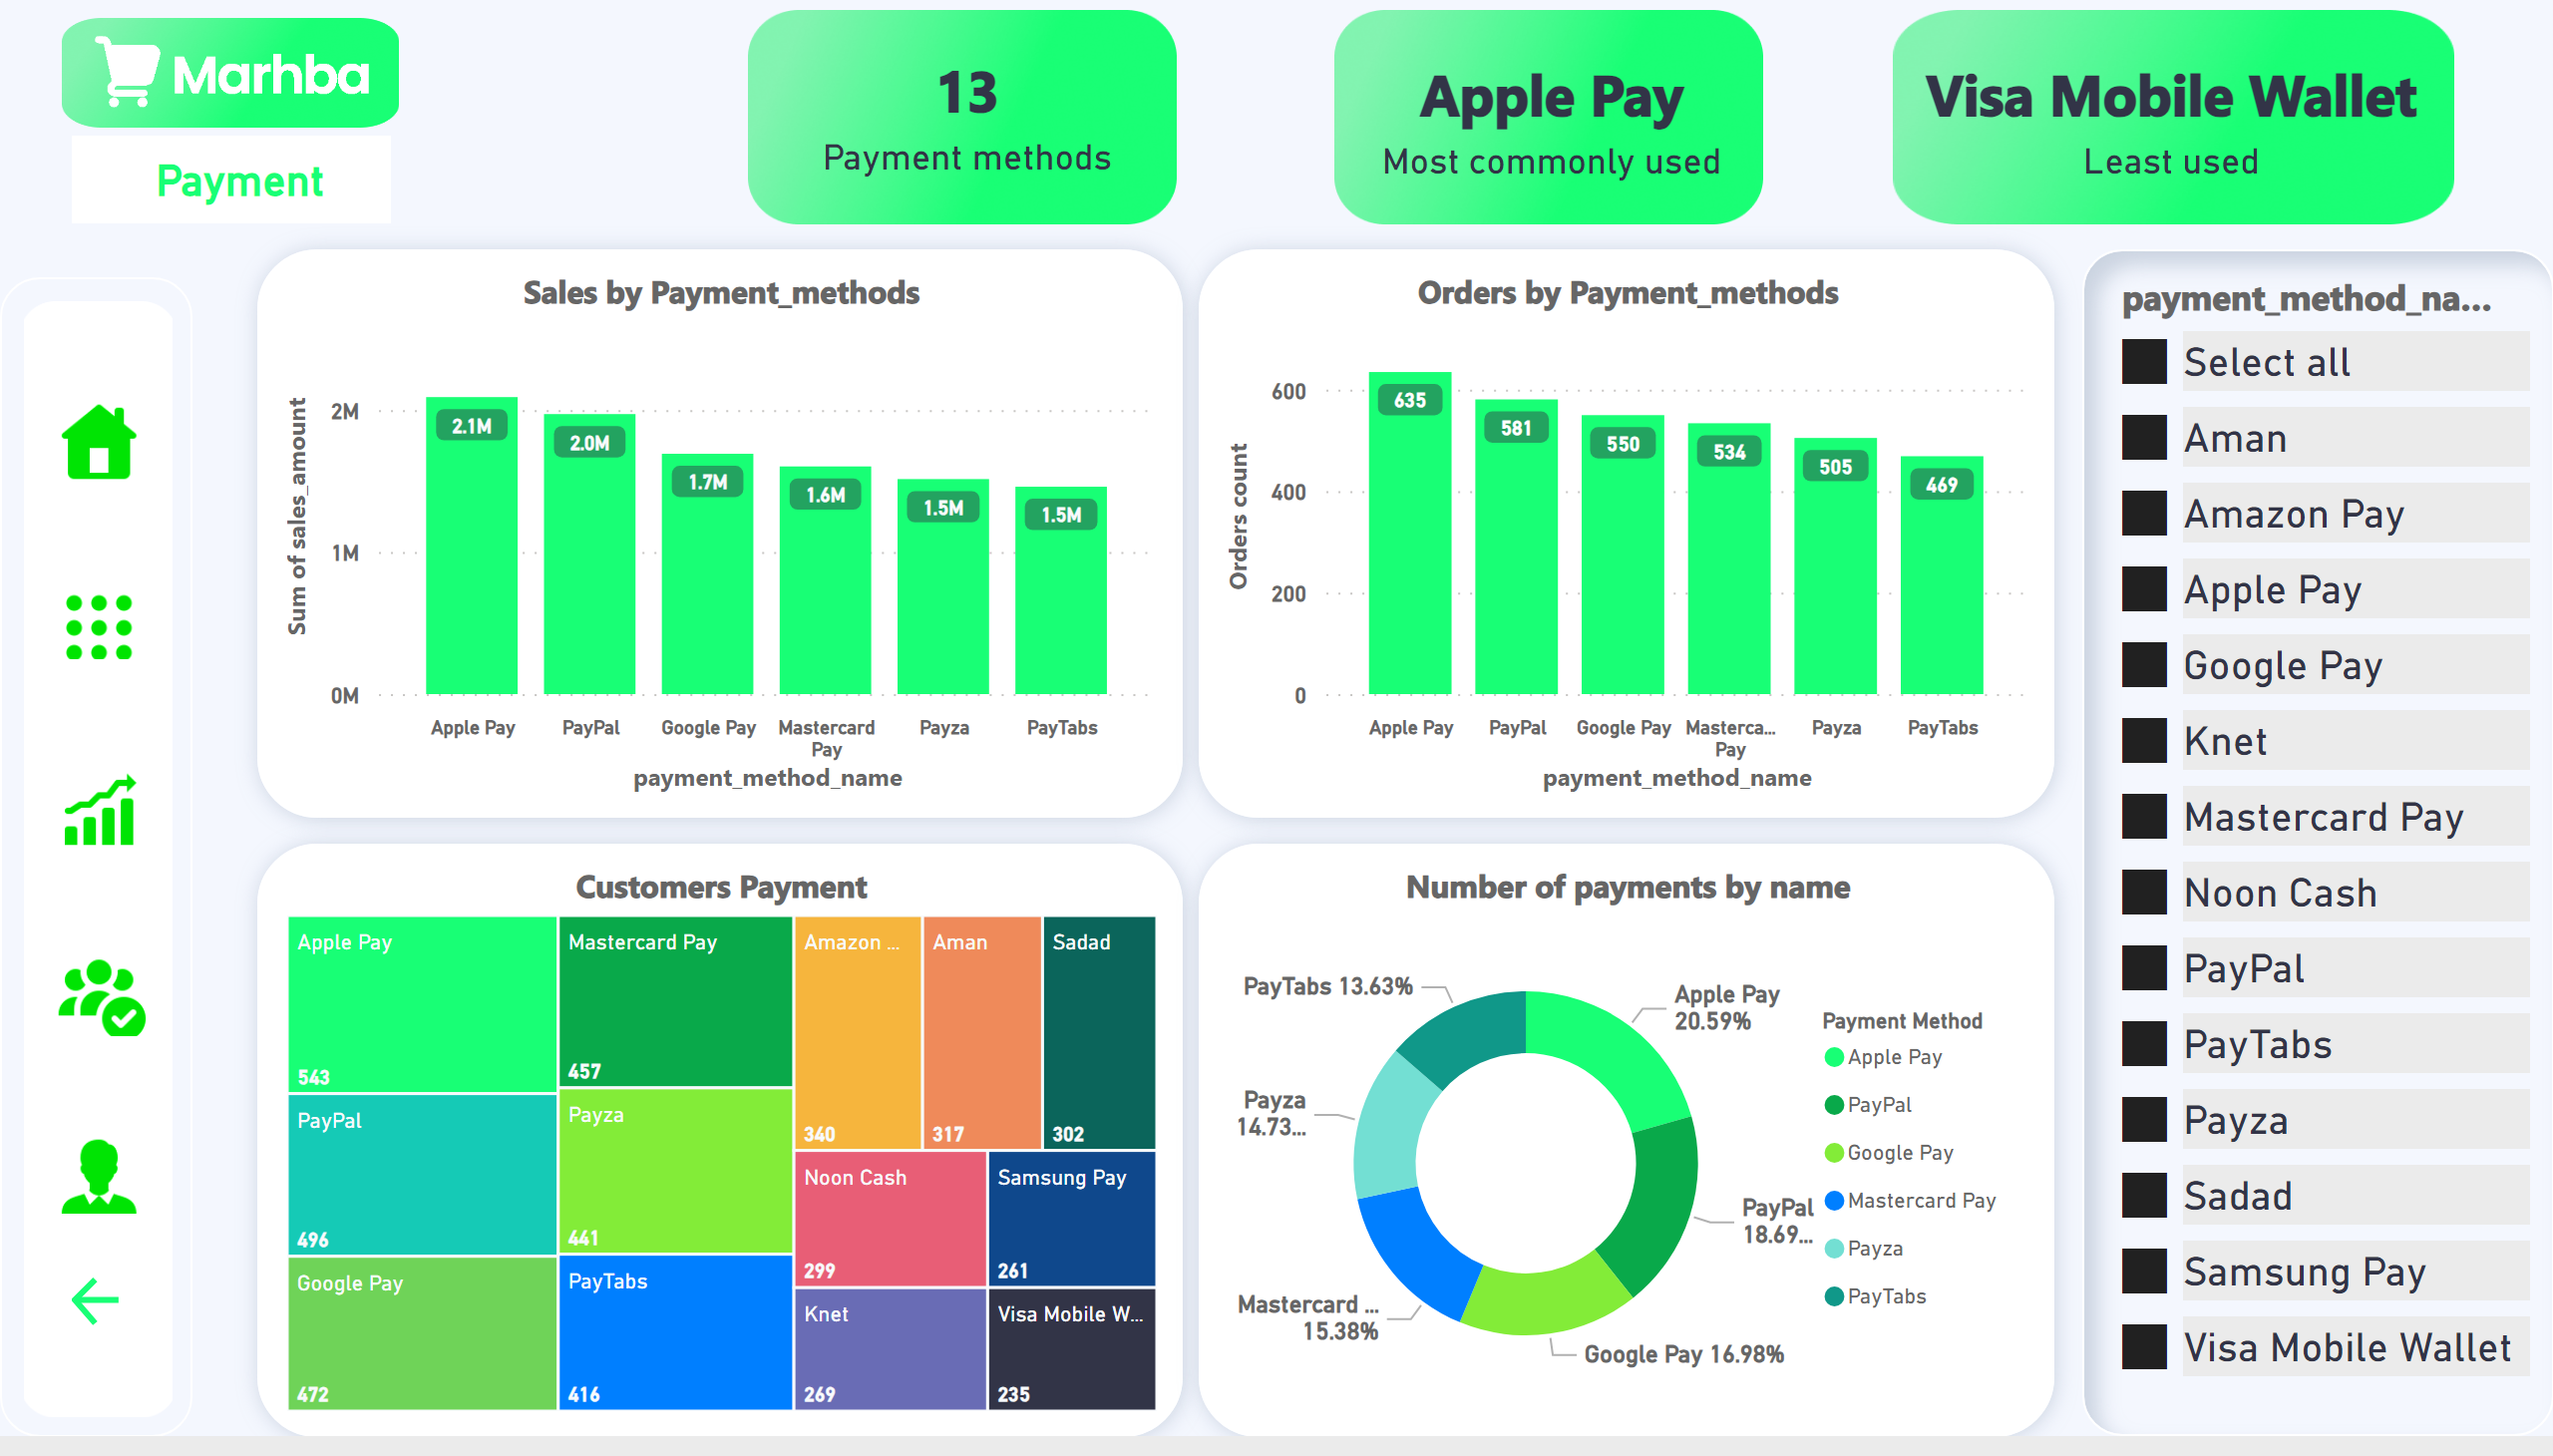 Marhba
Payment
13
Payment methods
Apple Pay
Most commonly used
Visa Mobile Wallet
Least used
Sales by Payment_methods
Sum of sales_amount
2M
1M
0M
2.1M
2.0M
1.7M
1.6M
1.5M
1.5M
Apple Pay
PayPal
Google Pay
Mastercard
Pay
Payza
PayTabs
payment_method_name
Orders by Payment_methods
Orders count
600
400
200
0
635
581
550
534
505
469
Apple Pay
PayPal
Google Pay
Masterca...
Pay
Payza
PayTabs
payment_method_name
Customers Payment
Apple Pay
543
PayPal
496
Google Pay
472
Mastercard Pay
457
Payza
441
PayTabs
416
Amazon ...
340
Aman
317
Sadad
302
Noon Cash
299
Samsung Pay
261
Knet
269
Visa Mobile W...
235
Number of payments by name
PayTabs 13.63%
Apple Pay
20.59%
Payza
14.73...
PayPal
18.69...
Mastercard ...
15.38%
Google Pay 16.98%
Payment Method
Apple Pay
PayPal
Google Pay
Mastercard Pay
Payza
PayTabs
payment_method_na...
Select all
Aman
Amazon Pay
Apple Pay
Google Pay
Knet
Mastercard Pay
Noon Cash
PayPal
PayTabs
Payza
Sadad
Samsung Pay
Visa Mobile Wallet